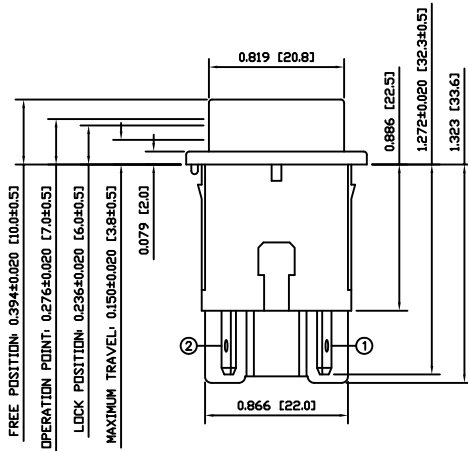 0.819 [20.8]
0.886 [22.5]
1.272±0.020 [32.3±0.5]
1.323 [33.6]
FREE POSITION: 0.394±0.020 [10.0±0.5]
OPERATION POINT: 0.276±0.020 [7.0±0.5]
LOCK POSITION: 0.236±0.020 [6.0±0.5]
MAXIMUM TRAVEL: 0.150±0.020 [3.8±0.5]
0.079 [2.0]
2
1
0.866 [22.0]